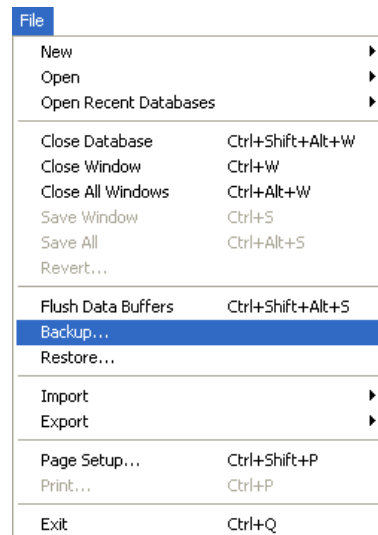 File
New
Open
Open Recent Databases
Close Database Ctrl+Shift+Alt+W
Close Window Ctrl+W
Close All Windows Ctrl+Alt+W
Save Window Ctrl+S
Save All Ctrl+Alt+S
Revert...
Flush Data Buffers Ctrl+Shift+Alt+S
Backup...
Restore...
Import
Export
Page Setup... Ctrl+Shift+P
Print... Ctrl+P
Exit Ctrl+Q